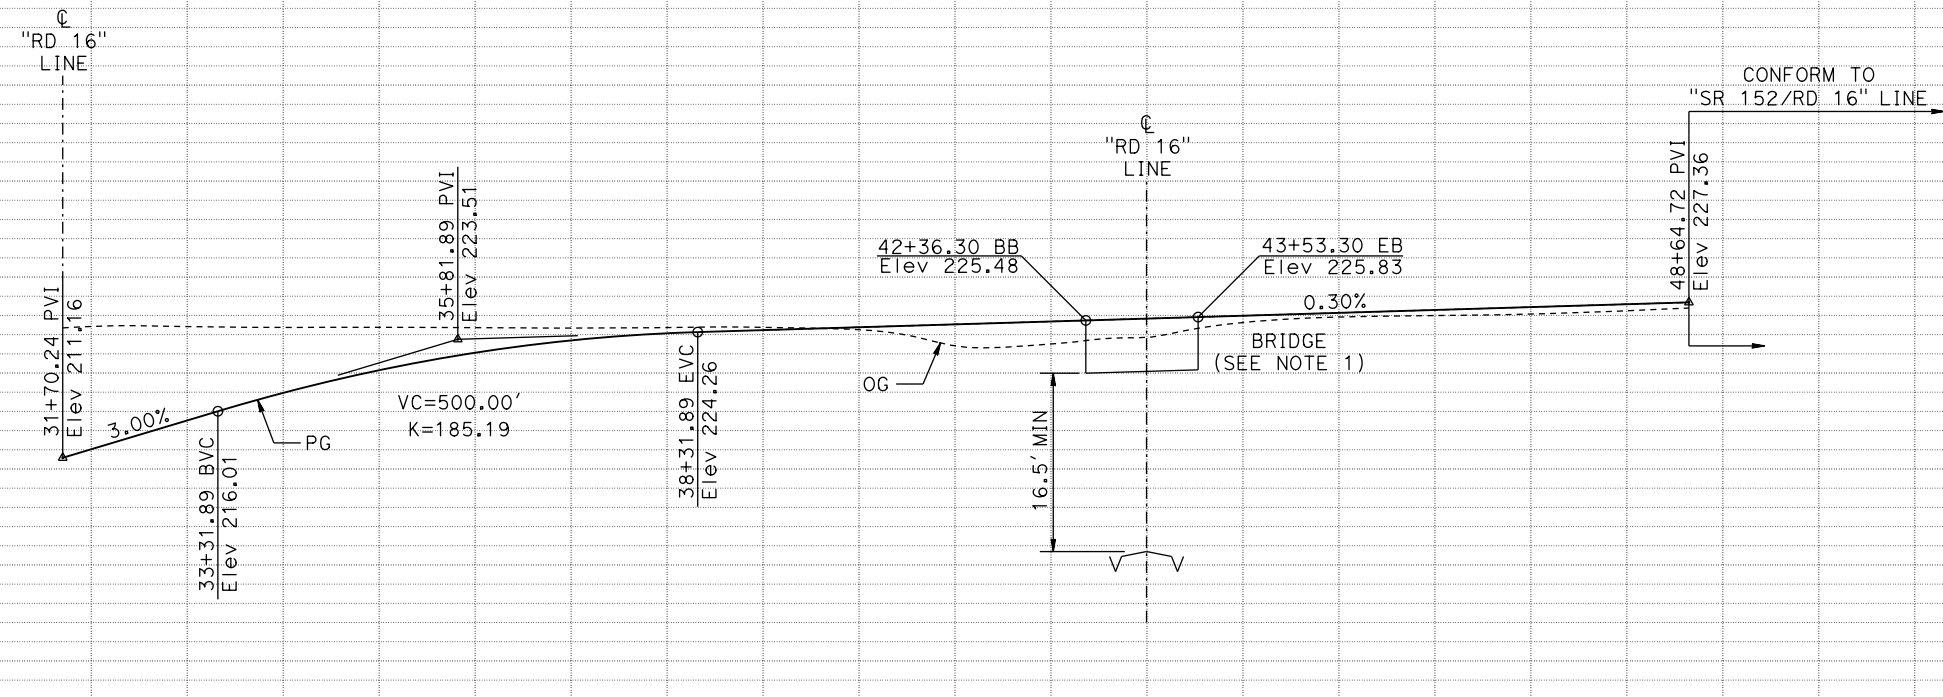 ℄
"RD 16"
LINE
31+70.24 PVI
Elev 211.16
3.00%
33+31.89 BVC
Elev 216.01
PG
35+81.89 PVI
Elev 223.51
VC=500.00'
K=185.19
38+31.89 EVC
Elev 224.26
OG
42+36.30 BB
Elev 225.48
℄
"RD 16"
LINE
16.5' MIN
43+53.30 EB
Elev 225.83
0.30%
BRIDGE
(SEE NOTE 1)
CONFORM TO
"SR 152/RD 16" LINE
48+64.72 PVI
Elev 227.36